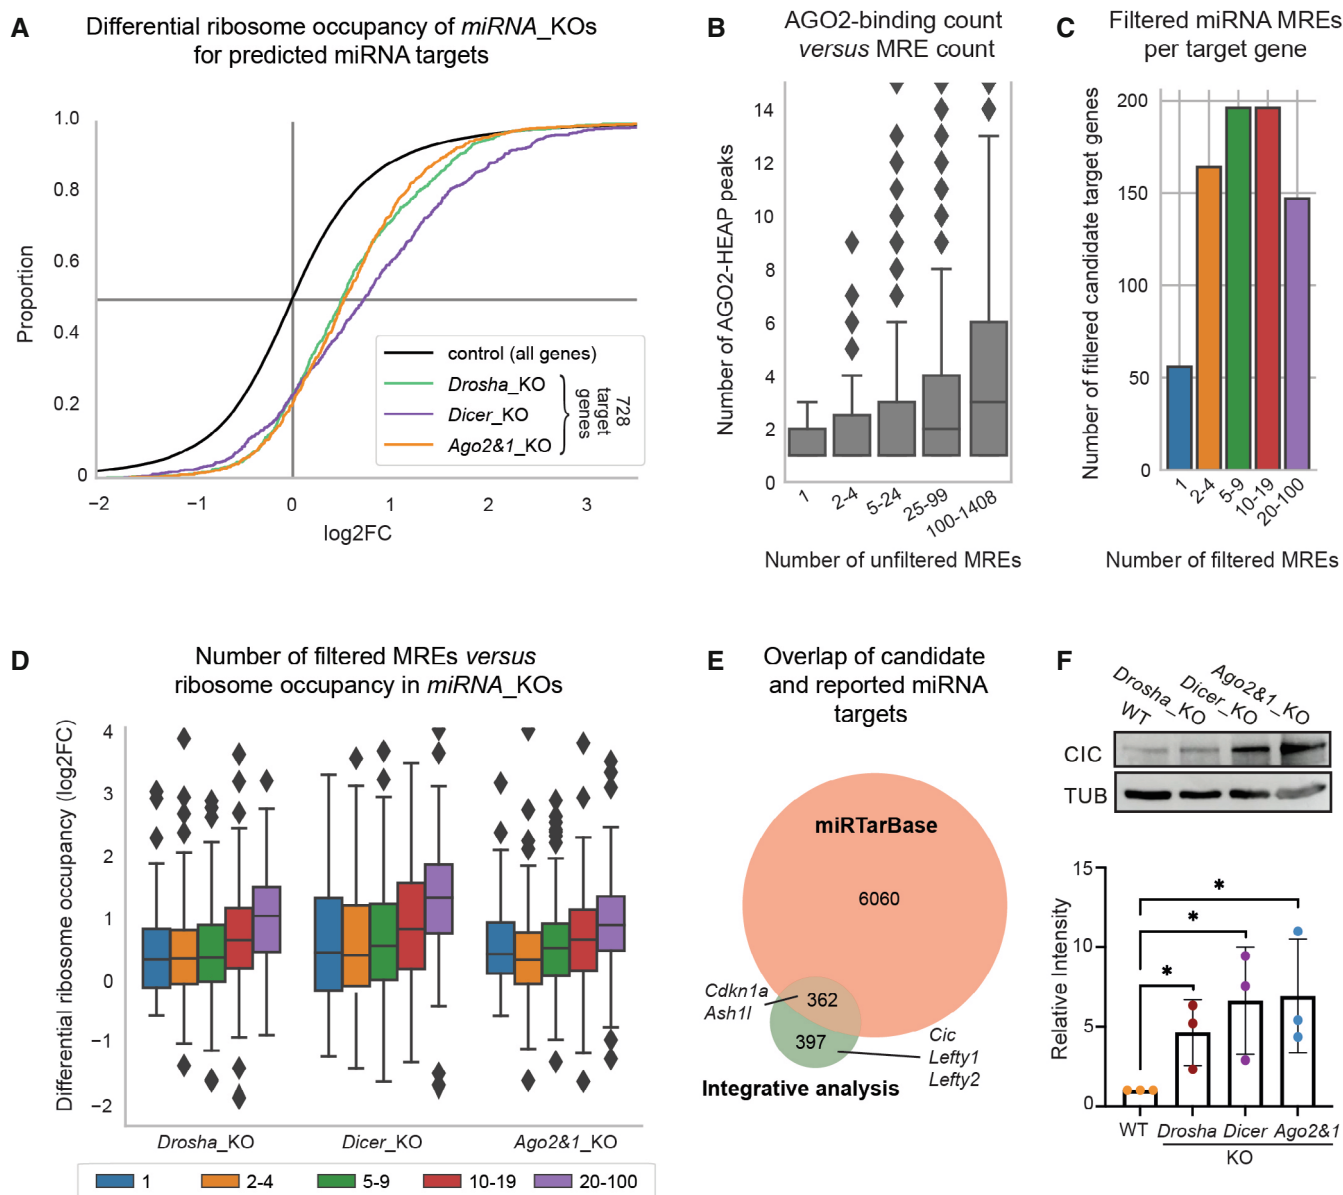 A
Differential ribosome occupancy of miRNA_KOs
for predicted miRNA targets
1.0
0.8
0.6
0.4
0.2
0
Proportion
−2
−1
0
1
2
3
log2FC
control (all genes)
Drosha_KO
Dicer_KO
Ago2&1_KO
728
target
genes
B
AGO2-binding count
versus MRE count
14
12
10
8
6
4
2
0
Number of AGO2-HEAP peaks
1
2-4
5-24
25-99
100-1408
Number of unfiltered MREs
C
Filtered miRNA MREs
per target gene
200
150
100
50
0
Number of fitlered candidate target genes
1
2-4
5-9
10-19
20-100
Number of filtered MREs
D
Number of filtered MREs versus
ribosome occupancy in miRNA_KOs
4
3
2
1
0
−1
−2
Differential ribosome occupancy (log2FC)
Drosha_KO
Dicer_KO
Ago2&1_KO
1
2-4
5-9
10-19
20-100
E
Overlap of candidate
and reported miRNA
targets
miRTarBase
6060
362
397
Cdkn1a
Ash1l
Cic
Lefty1
Lefty2
Integrative analysis
F
WT
Drosha_KO
Dicer_KO
Ago2&1_KO
CIC
TUB
15
10
5
0
Relative Intensity
*
*
*
WT
Drosha
Dicer
Ago2&1
KO